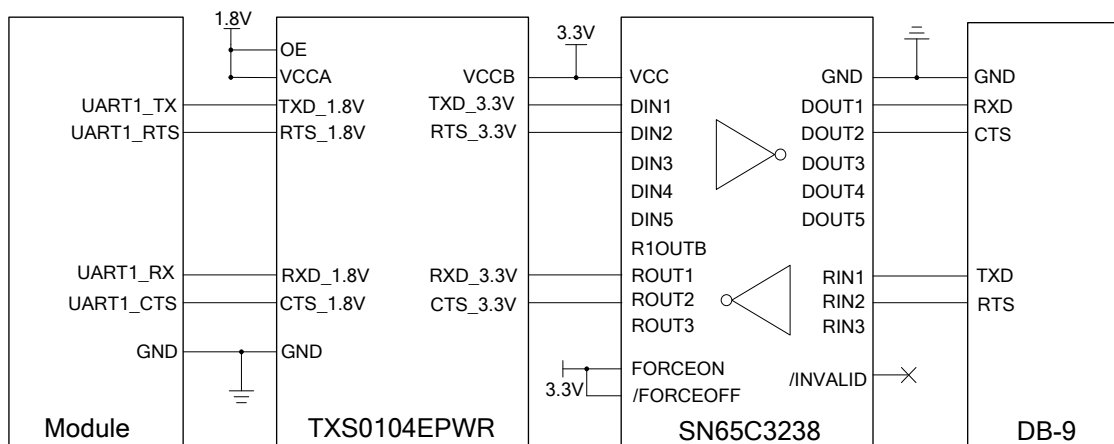 1.8V
3.3V
OE
VCCA
VCCB
VCC
GND
GND
UART1_TX
TXD_1.8V
TXD_3.3V
DIN1
DOUT1
RXD
UART1_RTS
RTS_1.8V
RTS_3.3V
DIN2
DOUT2
CTS
DIN3
DOUT3
DIN4
DOUT4
DIN5
DOUT5
R1OUTB
UART1_RX
RXD_1.8V
RXD_3.3V
ROUT1
RIN1
TXD
UART1_CTS
CTS_1.8V
CTS_3.3V
ROUT2
RIN2
RTS
ROUT3
RIN3
GND
GND
FORCEON
3.3V
/FORCEOFF
/INVALID
Module
TXS0104EPWR
SN65C3238
DB-9